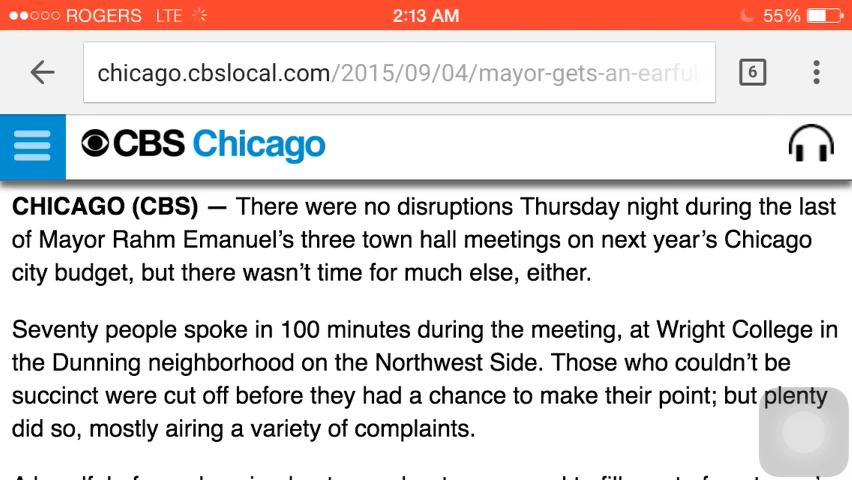 ROGERS LTE 2:13 AM 55%
chicago.cbslocal.com/2015/09/04/mayor-gets-an-earful 6
CBS Chicago
CHICAGO (CBS) — There were no disruptions Thursday night during the last
of Mayor Rahm Emanuel’s three town hall meetings on next year’s Chicago
city budget, but there wasn’t time for much else, either.
Seventy people spoke in 100 minutes during the meeting, at Wright College in
the Dunning neighborhood on the Northwest Side. Those who couldn’t be
succinct were cut off before they had a chance to make their point; but plenty
did so, mostly airing a variety of complaints.